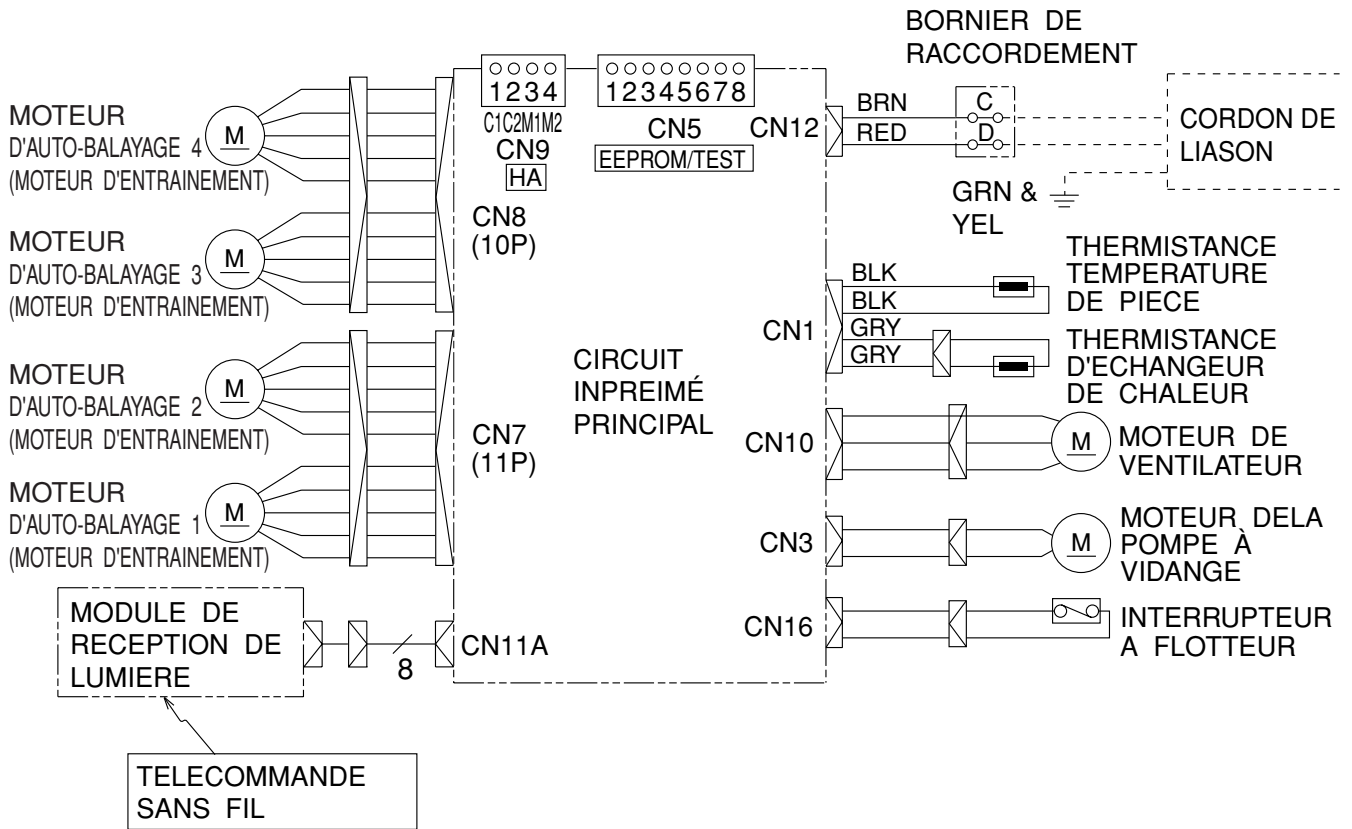 BORNIER DE
RACCORDEMENT
1234
C1C2M1M2
CN9
HA
12345678
CN5
EEPROM/TEST
CN12
BRN
RED
C
D
CORDON DE
LIASON
GRN &
YEL
MOTEUR
D'AUTO-BALAYAGE 4
(MOTEUR D'ENTRAINEMENT)
M
CN8
(10P)
MOTEUR
D'AUTO-BALAYAGE 3
(MOTEUR D'ENTRAINEMENT)
M
MOTEUR
D'AUTO-BALAYAGE 2
(MOTEUR D'ENTRAINEMENT)
M
CN7
(11P)
MOTEUR
D'AUTO-BALAYAGE 1
(MOTEUR D'ENTRAINEMENT)
M
CIRCUIT
INPREIMÉ
PRINCIPAL
CN1
BLK
BLK
GRY
GRY
THERMISTANCE
TEMPERATURE
DE PIECE
THERMISTANCE
D'ECHANGEUR
DE CHALEUR
CN10
M
MOTEUR DE
VENTILATEUR
CN3
M
MOTEUR DELA
POMPE À
VIDANGE
CN16
INTERRUPTEUR
A FLOTTEUR
MODULE DE
RECEPTION DE
LUMIERE
8
CN11A
TELECOMMANDE
SANS FIL